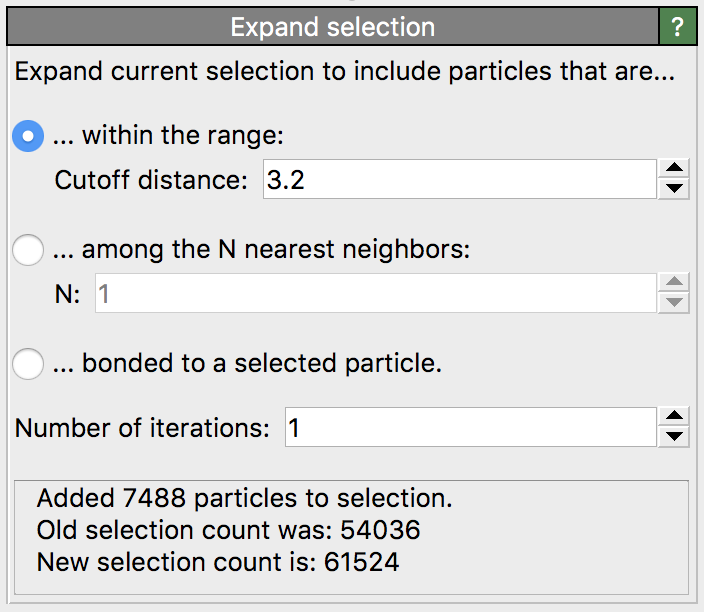 Expand selection ?
Expand current selection to include particles that are...
... within the range:
Cutoff distance: 3.2
... among the N nearest neighbors:
N: 1
... bonded to a selected particle.
Number of iterations: 1
Added 7488 particles to selection.
Old selection count was: 54036
New selection count is: 61524